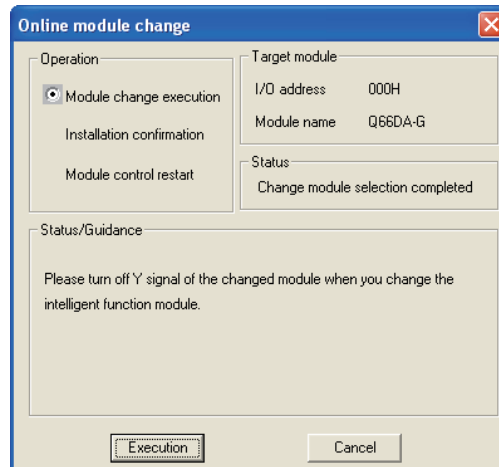 Online module change
Operation
Module change execution
Installation confirmation
Module control restart
Target module
I/O address 000H
Module name Q66DA-G
Status
Change module selection completed
Status/Guidance
Please turn off Y signal of the changed module when you change the
intelligent function module.
Execution
Cancel